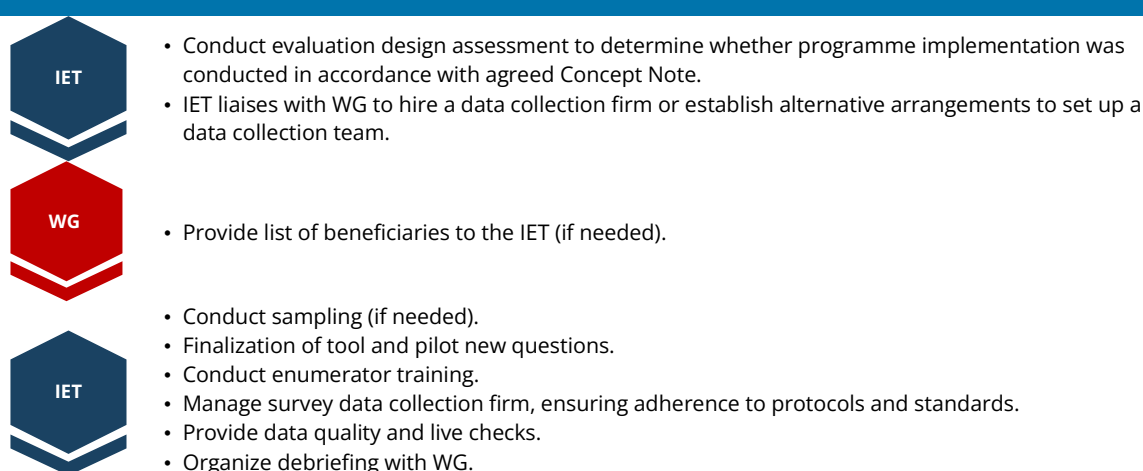 IET
• Conduct evaluation design assessment to determine whether programme implementation was
conducted in accordance with agreed Concept Note.
• IET liaises with WG to hire a data collection firm or establish alternative arrangements to set up a
data collection team.
WG
• Provide list of beneficiaries to the IET (if needed).
IET
• Conduct sampling (if needed).
• Finalization of tool and pilot new questions.
• Conduct enumerator training.
• Manage survey data collection firm, ensuring adherence to protocols and standards.
• Provide data quality and live checks.
• Organize debriefing with WG.